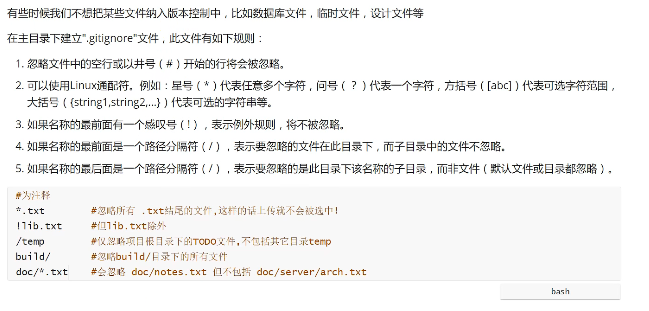 有些时候我们不想把某些文件纳入版本控制中，比如数据库文件，临时文件，设计文件等
在主目录下建立".gitignore"文件，此文件有如下规则：
1. 忽略文件中的空行或以井号（#）开始的行将会被忽略。
2. 可以使用Linux通配符。例如：星号（*）代表任意多个字符，问号（？）代表一个字符，方括号（[abc]）代表可选字符范围，
大括号（{string1,string2,...}）代表可选的字符串等。
3. 如果名称的最前面有一个感叹号（!），表示例外规则，将不被忽略。
4. 如果名称的最前面是一个路径分隔符（/），表示要忽略的文件在此目录下，而子目录中的文件不忽略。
5. 如果名称的最后面是一个路径分隔符（/），表示要忽略的是此目录下该名称的子目录，而非文件（默认文件或目录都忽略）。
#为注释
*.txt #忽略所有 .txt结尾的文件,这样的话上传就不会被选中!
!lib.txt #但lib.txt除外
/temp #仅忽略项目根目录下的TODO文件,不包括其它目录temp
build/ #忽略build/目录下的所有文件
doc/*.txt #会忽略 doc/notes.txt 但不包括 doc/server/arch.txt
bash